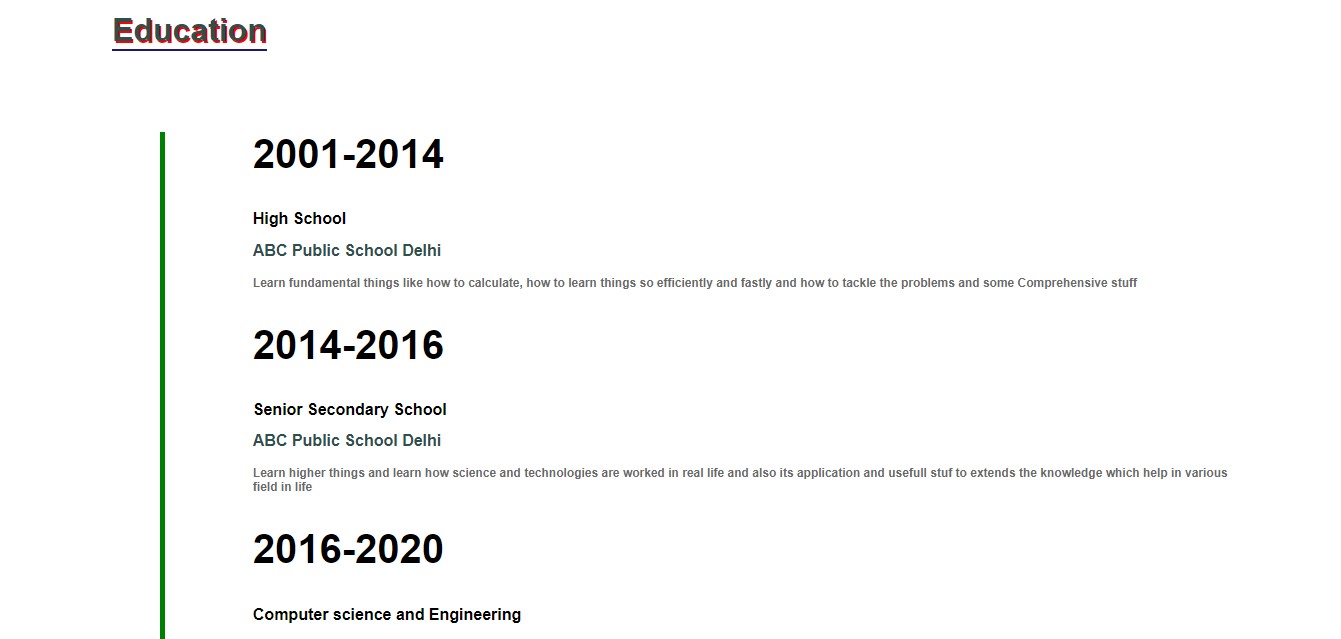 Education
2001-2014
High School
ABC Public School Delhi
Learn fundamental things like how to calculate, how to learn things so efficiently and fastly and how to tackle the problems and some Comprehensive stuff
2014-2016
Senior Secondary School
ABC Public School Delhi
Learn higher things and learn how science and technologies are worked in real life and also its application and usefull stuf to extends the knowledge which help in various
field in life
2016-2020
Computer science and Engineering